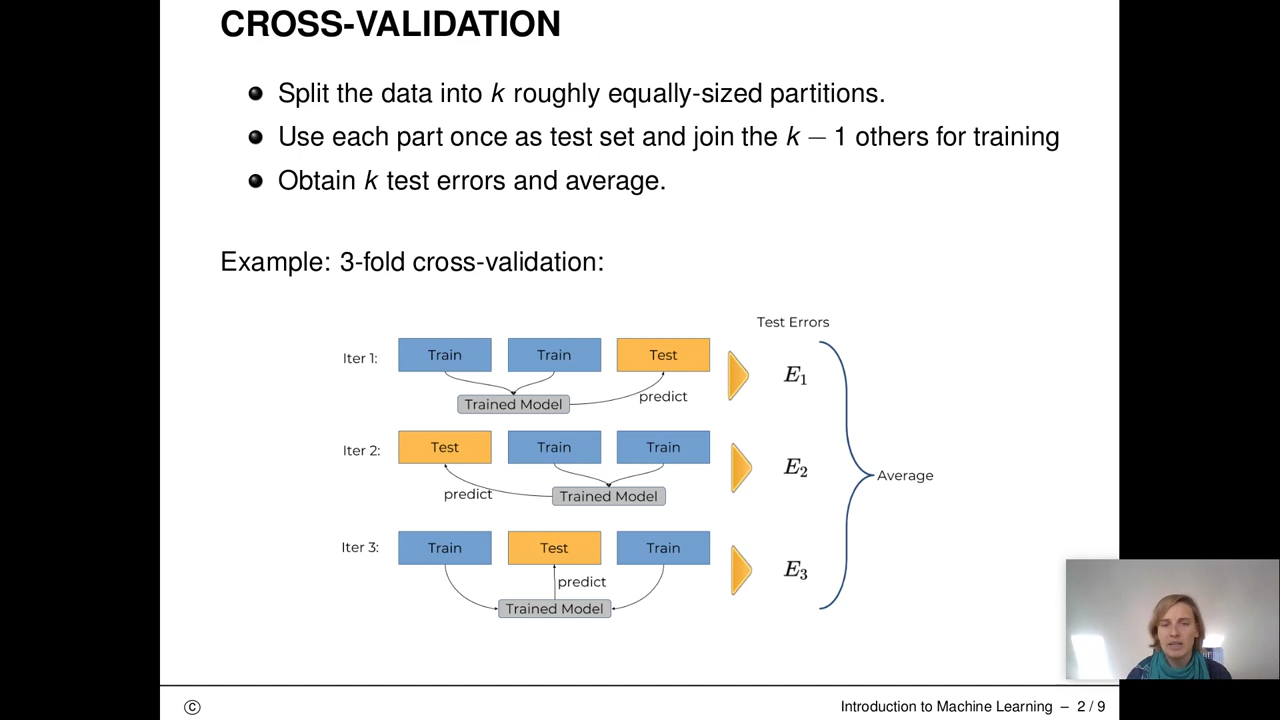 CROSS-VALIDATION
Split the data into k roughly equally-sized partitions.
Use each part once as test set and join the k − 1 others for training
Obtain k test errors and average.
Example: 3-fold cross-validation:
Test Errors
Iter 1: Train Train Test E1
Trained Model predict
Iter 2: Test Train Train E2
Average
predict Trained Model
Iter 3: Train Test Train E3
predict
Trained Model
© Introduction to Machine Learning – 2 / 9